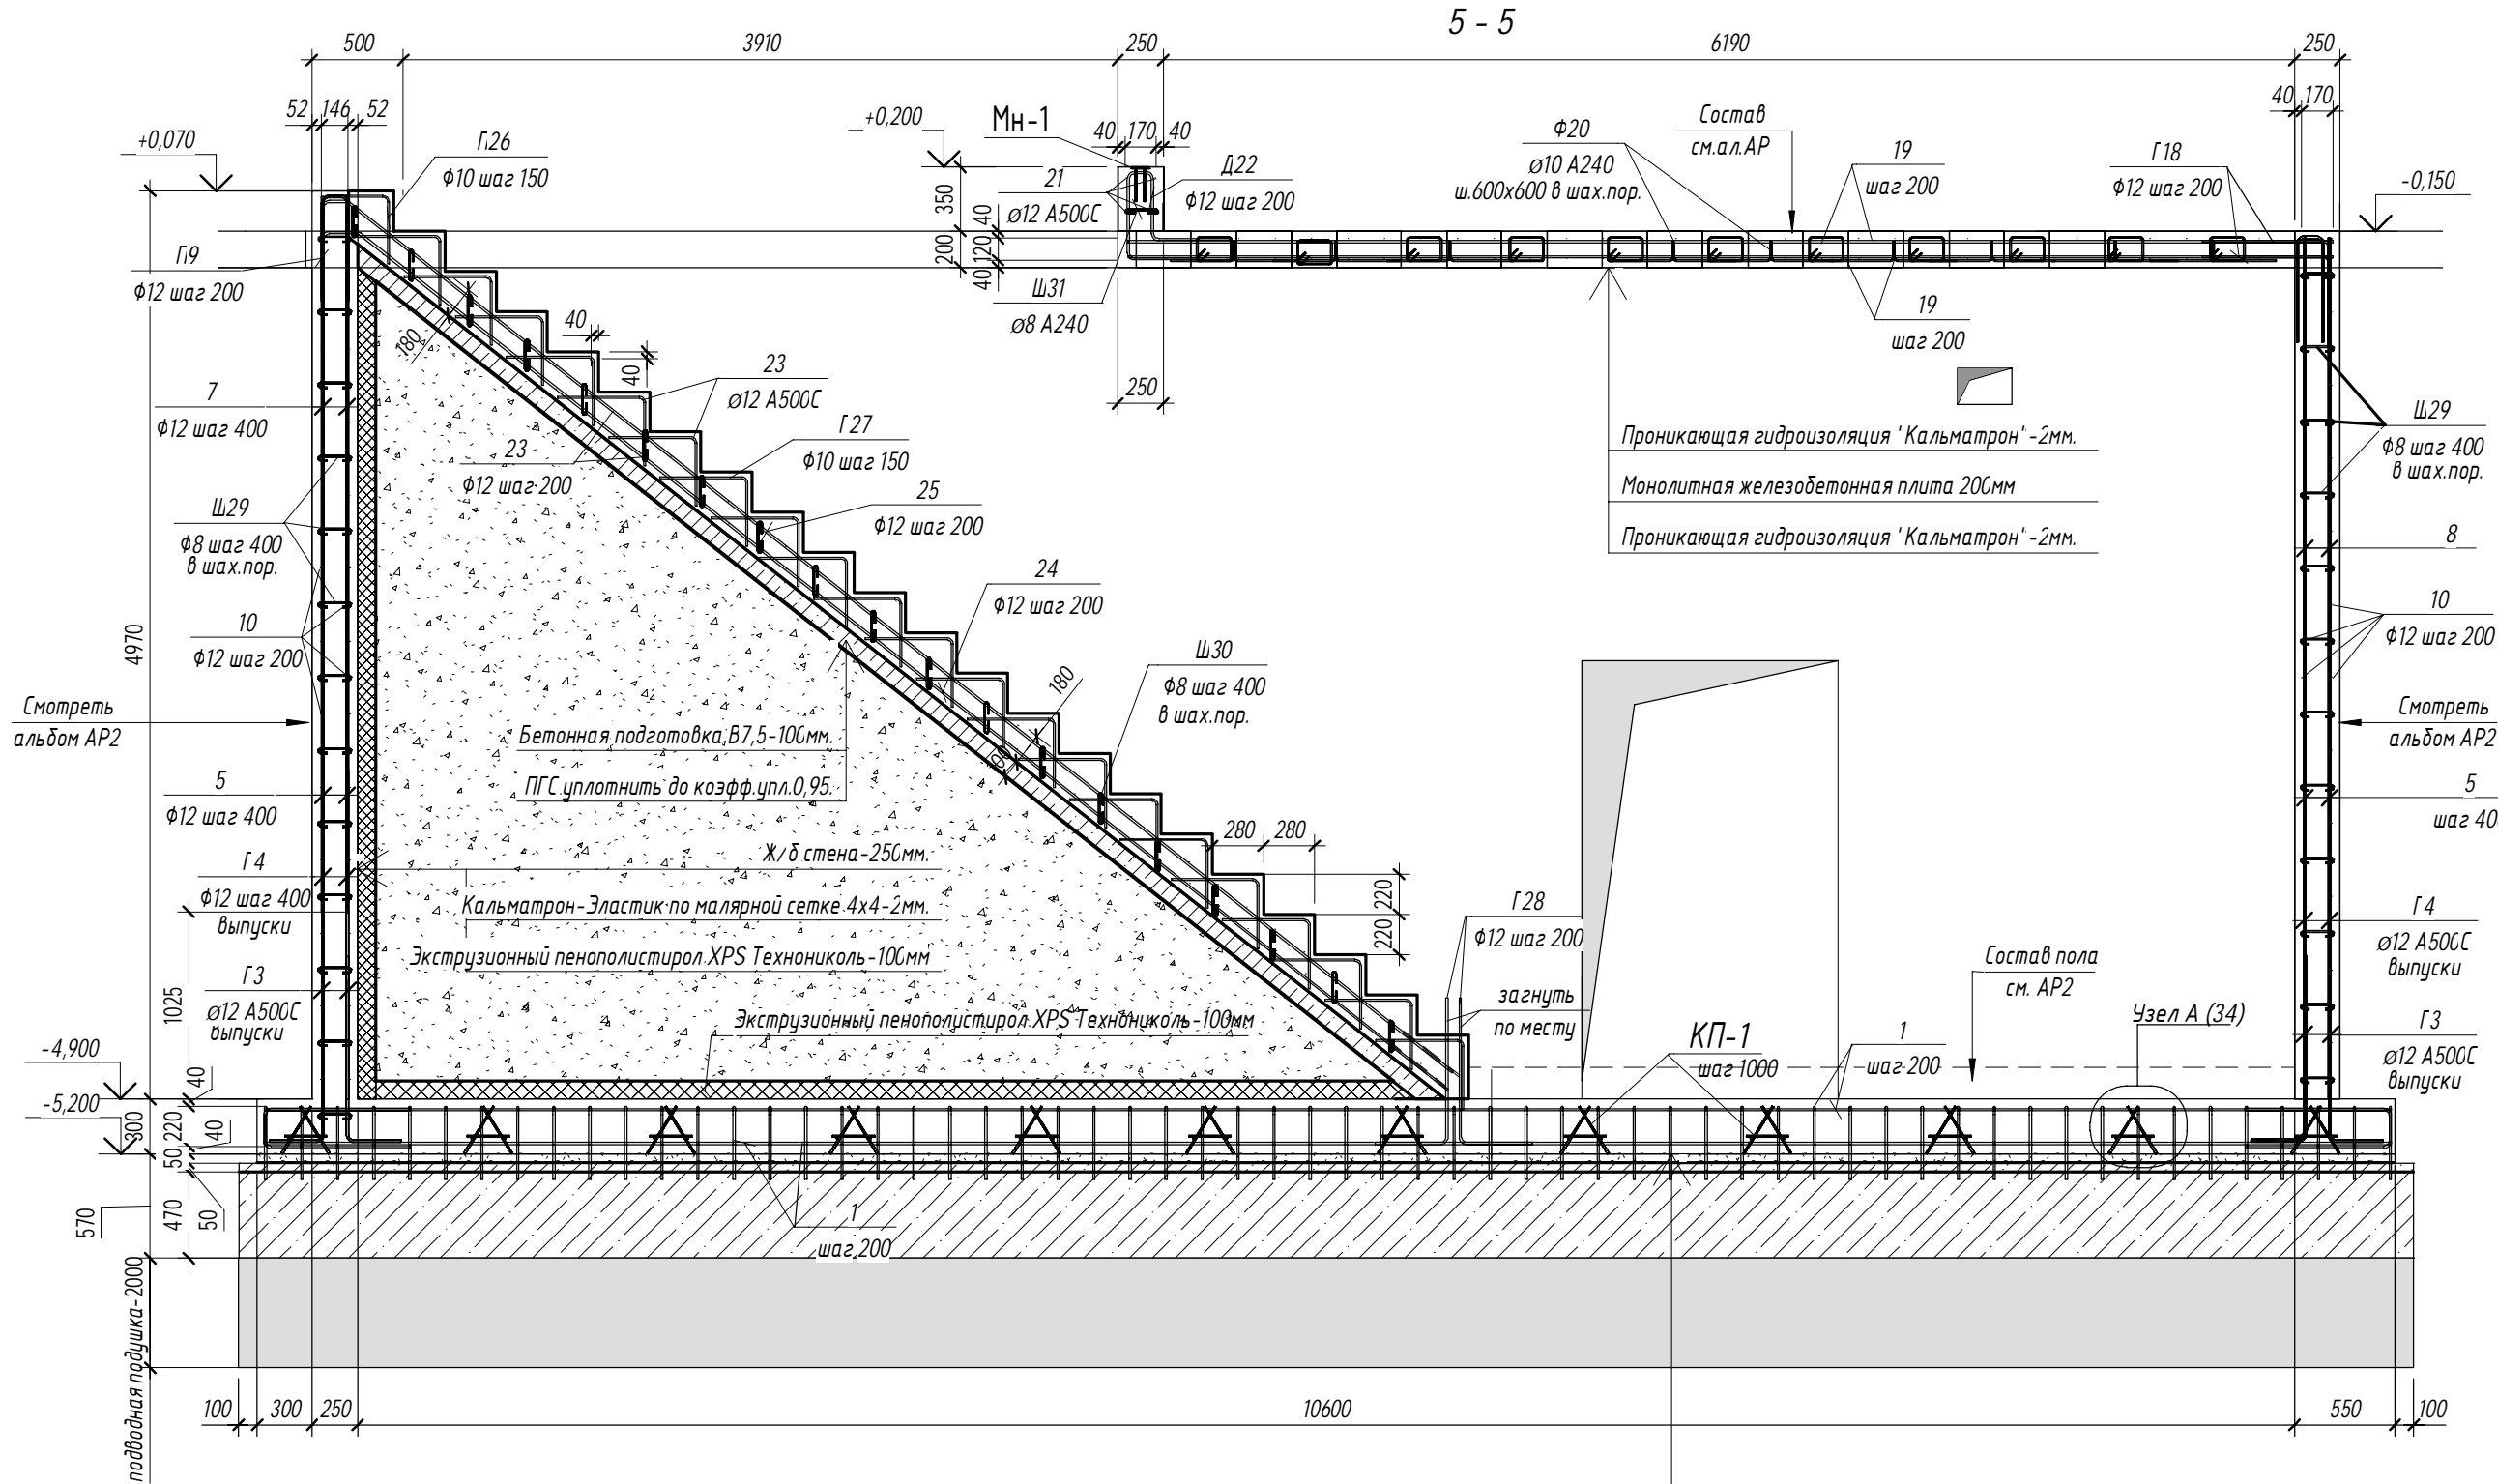 5 - 5
500
3910
250
6190
250
52
146
52
40
170
+0,070
Г.26
ф10 шаг 150
+0,200
Мн-1
40
170
40
21
ø12 А500С
Д22
ф12 шаг 200
Ф20
ø10 А240
ш.600х600 в шах.пор.
Состав
см.ал.АР
19
шаг 200
Г18
ф12 шаг 200
-0,150
350
40
120
200
40
Г.19
ф12 шаг 200
Ш31
ø8 А240
19
шаг 200
250
180
40
40
23
ø12 А500С
7
ф12 шаг 400
Г27
ф10 шаг 150
23
ф12 шаг 200
25
ф12 шаг 200
Проникающая гидроизоляция "Кальматрон"-2мм.
Монолитная железобетонная плита 200мм
Проникающая гидроизоляция "Кальматрон"-2мм.
Ш29
ф8 шаг 400
в шах.пор.
Ш29
ф8 шаг 400
в шах.пор.
8
24
ф12 шаг 200
10
ф12 шаг 200
10
ф12 шаг 200
4970
Ш30
ф8 шаг 400
в шах.пор.
180
Смотреть
альбом АР2
Смотреть
альбом АР2
Бетонная подготовка,В7,5-100мм.
ПГС.уплотнить до коэфф.упл.0,95.
5
ф12 шаг 400
5
шаг 40
280
280
220
220
Ж/б стена-250мм.
Г4
ф12 шаг 400
выпуски
Кальматрон-Эластик по малярной сетке 4х4-2мм.
Экструзионный пенополистирол XPS Технониколь-100мм
Г28
ф12 шаг 200
Г4
ø12 А500С
выпуски
Г3
ø12 А500С
выпуски
1025
Экструзионный пенополистирол XPS Технониколь-100мм
загнуть
по месту
КП-1
шаг 1000
1
шаг 200
Состав пола
см. АР2
Узел А (34)
Г3
ø12 А500С
выпуски
-4,900
-5,200
40
300
220
40
50
570
470
50
1
шаг 200
подводная подушка-2000
100
300
250
10600
550
100